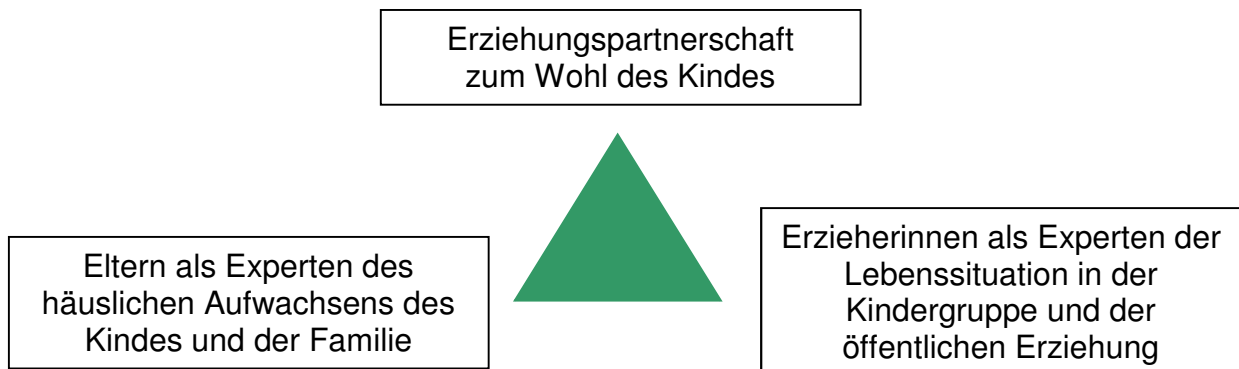 Erziehungspartnerschaft
zum Wohl des Kindes
Eltern als Experten des
häuslichen Aufwachsens des
Kindes und der Familie
Erzieherinnen als Experten der
Lebenssituation in der
Kindergruppe und der
öffentlichen Erziehung